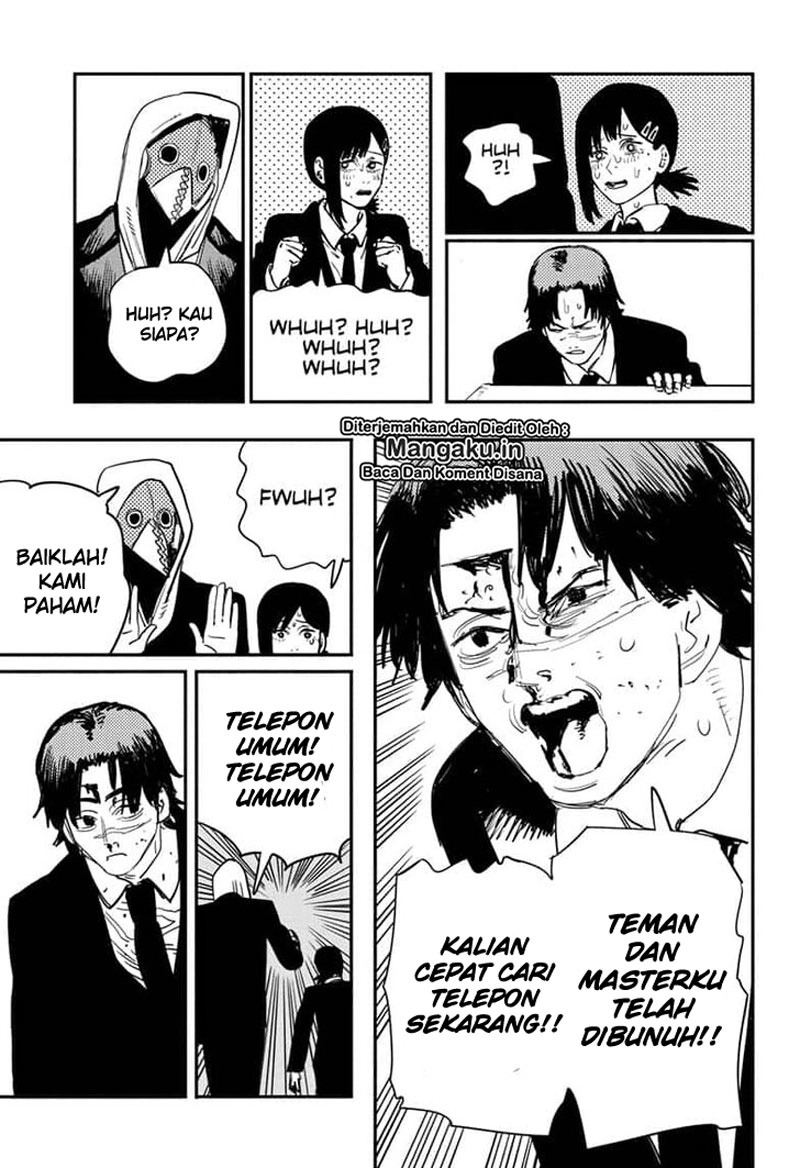 HUH
?!
WHUH? HUH?
WHUH?
WHUH?
HUH? KAU
SIAPA?
Diterjemahkan dan Diedit Oleh :
Mangaku.in
Baca Dan Koment Disana
TEMAN
DAN
MASTERKU
TELAH
DIBUNUH!!
KALIAN
CEPAT CARI
TELEPON
SEKARANG!!
FWUH?
BAIKLAH!
KAMI
PAHAM!
TELEPON
UMUM!
TELEPON
UMUM!